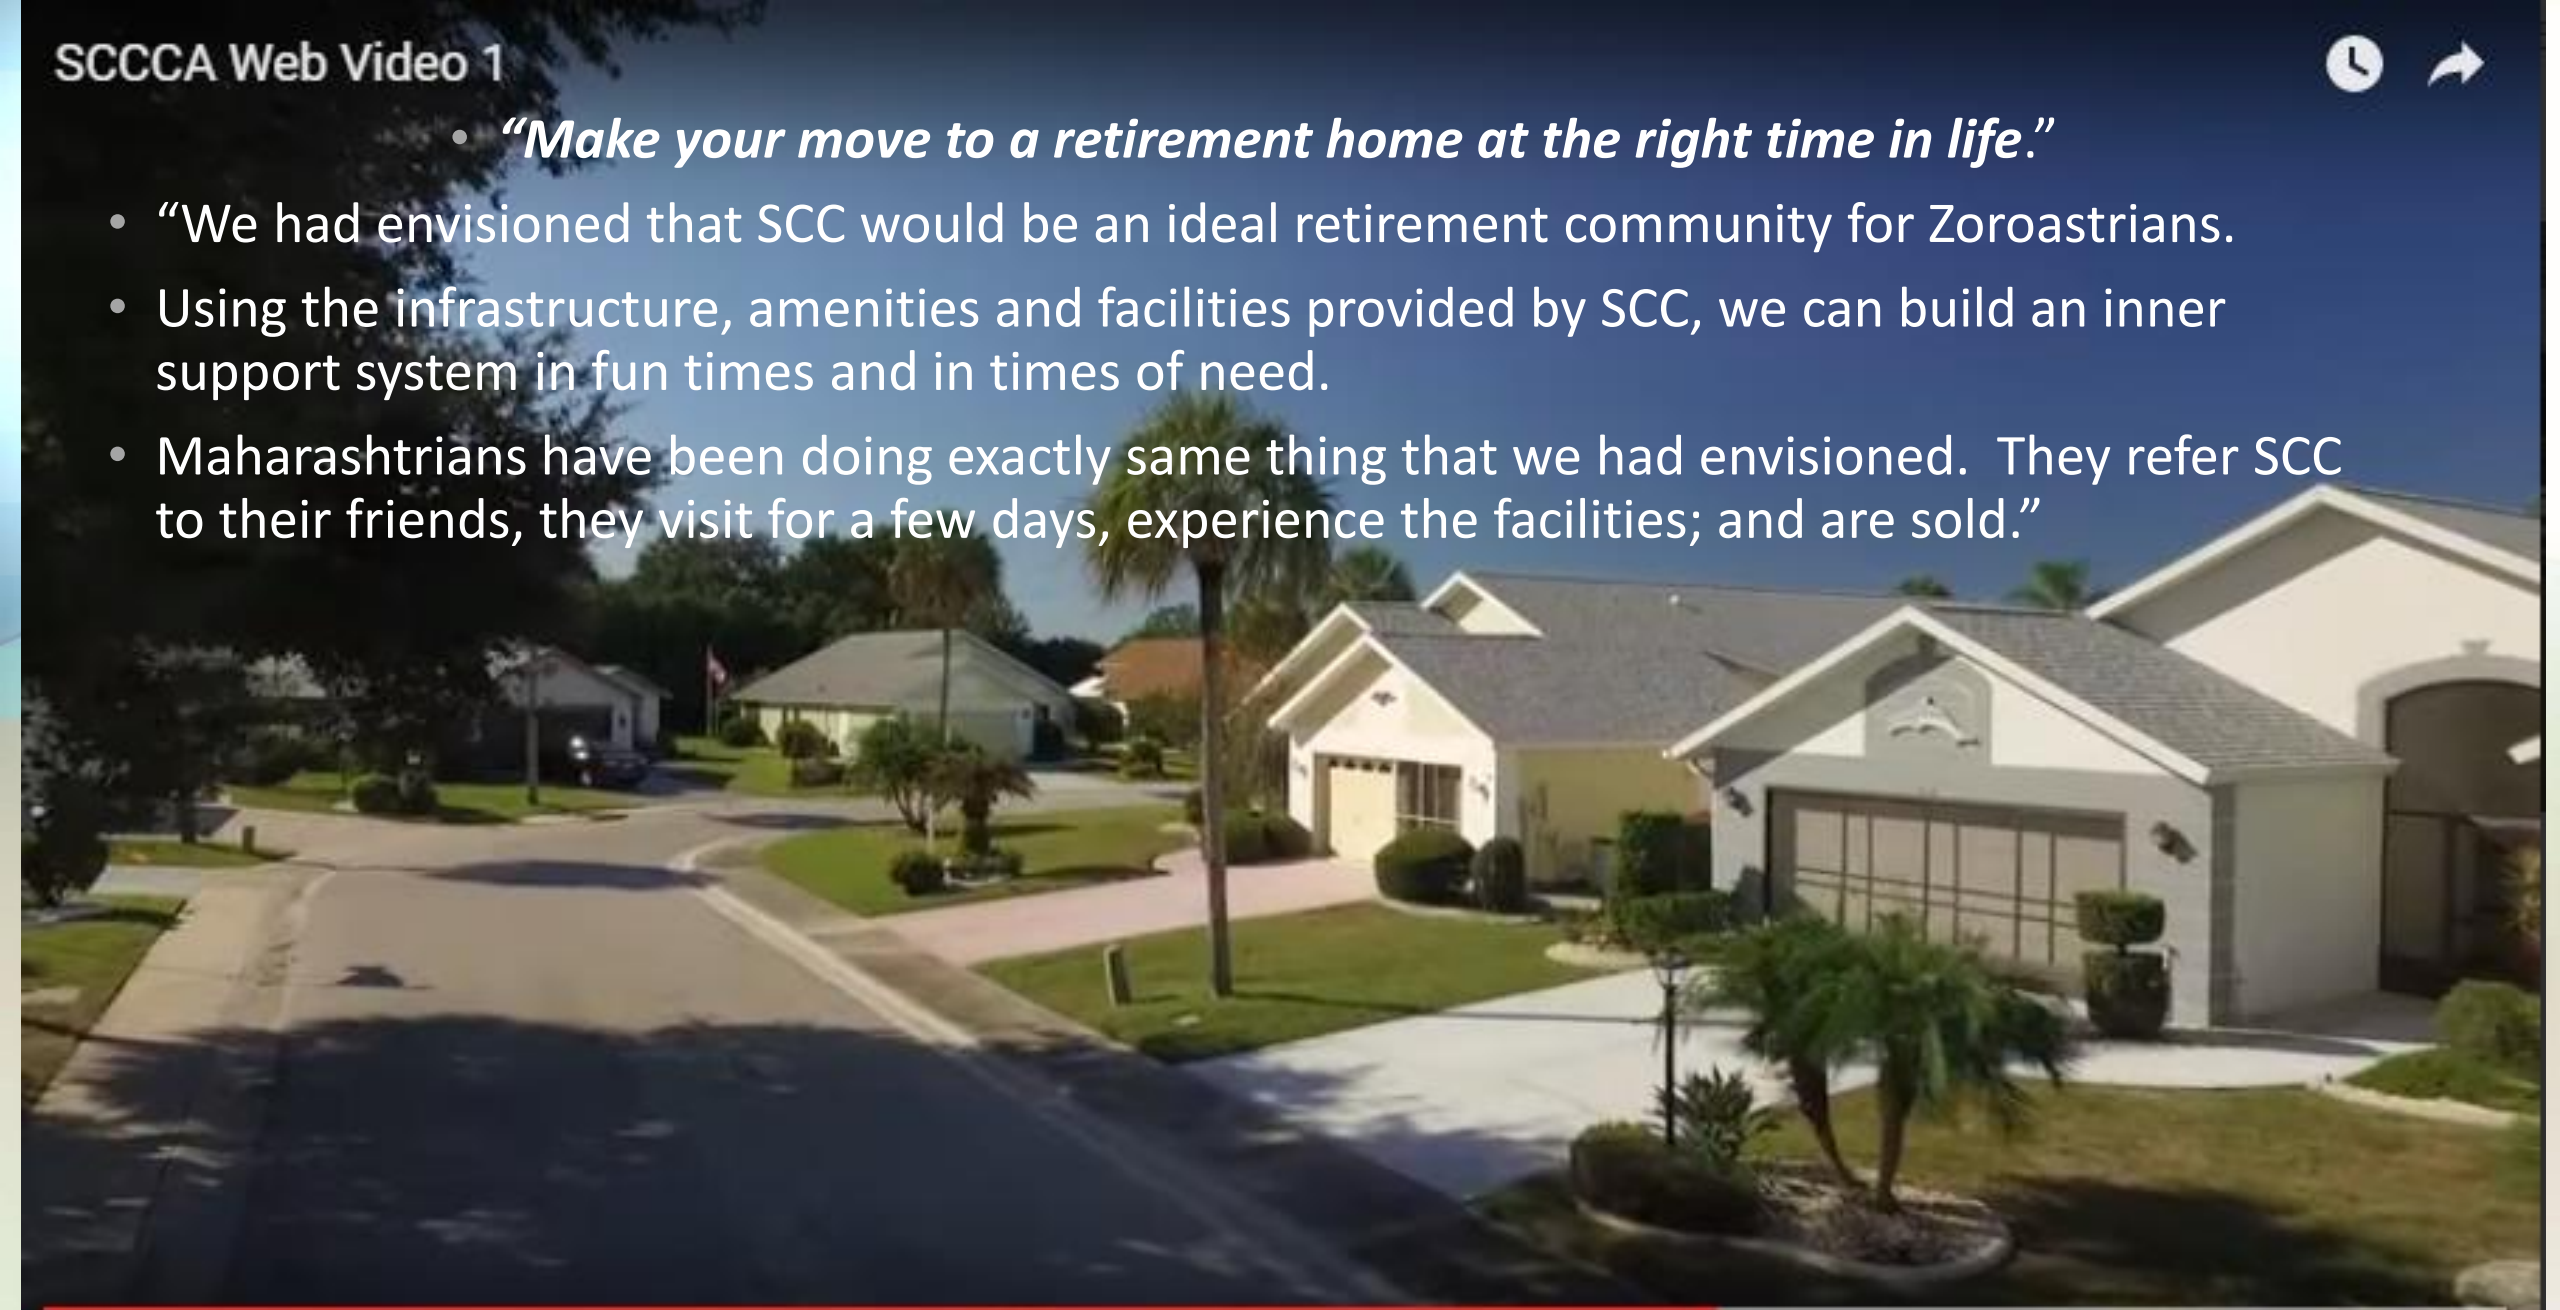 SCCCA Web Video 1
• “Make your move to a retirement home at the right time in life.”
• “We had envisioned that SCC would be an ideal retirement community for Zoroastrians.
• Using the infrastructure, amenities and facilities provided by SCC, we can build an inner
support system in fun times and in times of need.
• Maharashtrians have been doing exactly same thing that we had envisioned.  They refer SCC
to their friends, they visit for a few days, experience the facilities; and are sold.”